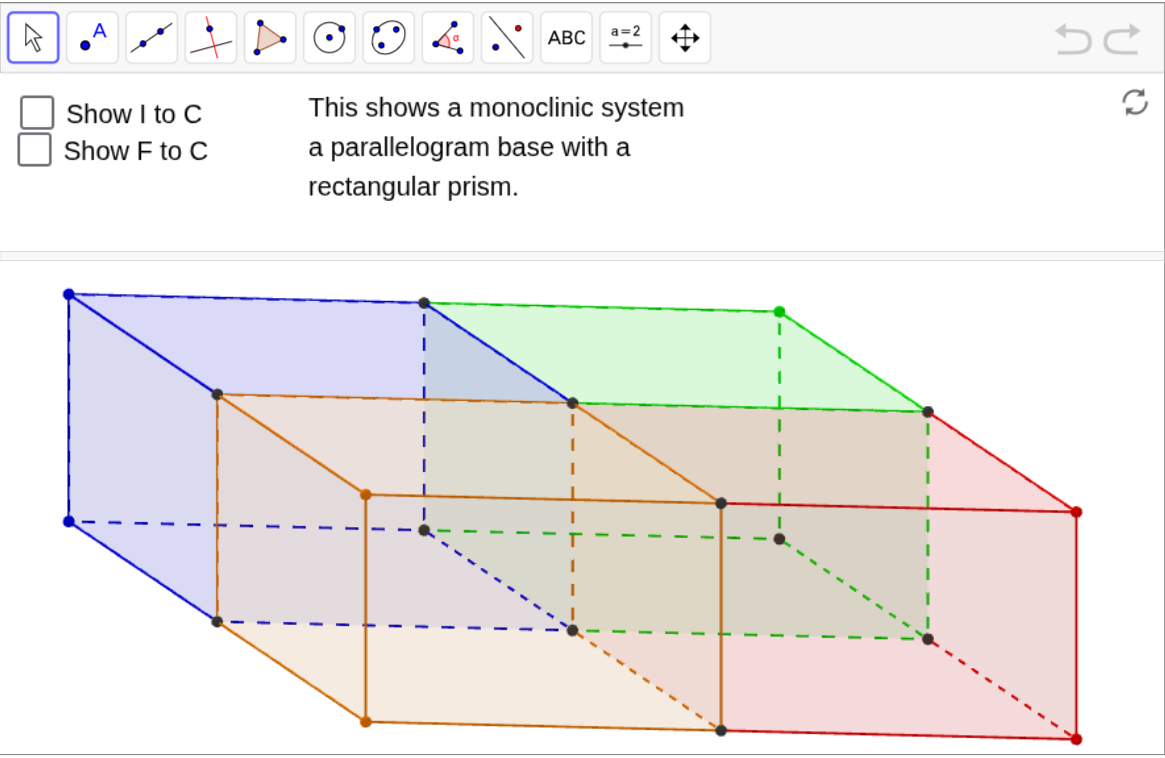 A
α
ABC
a=2
Show I to C
Show F to C
This shows a monoclinic system
a parallelogram base with a
rectangular prism.